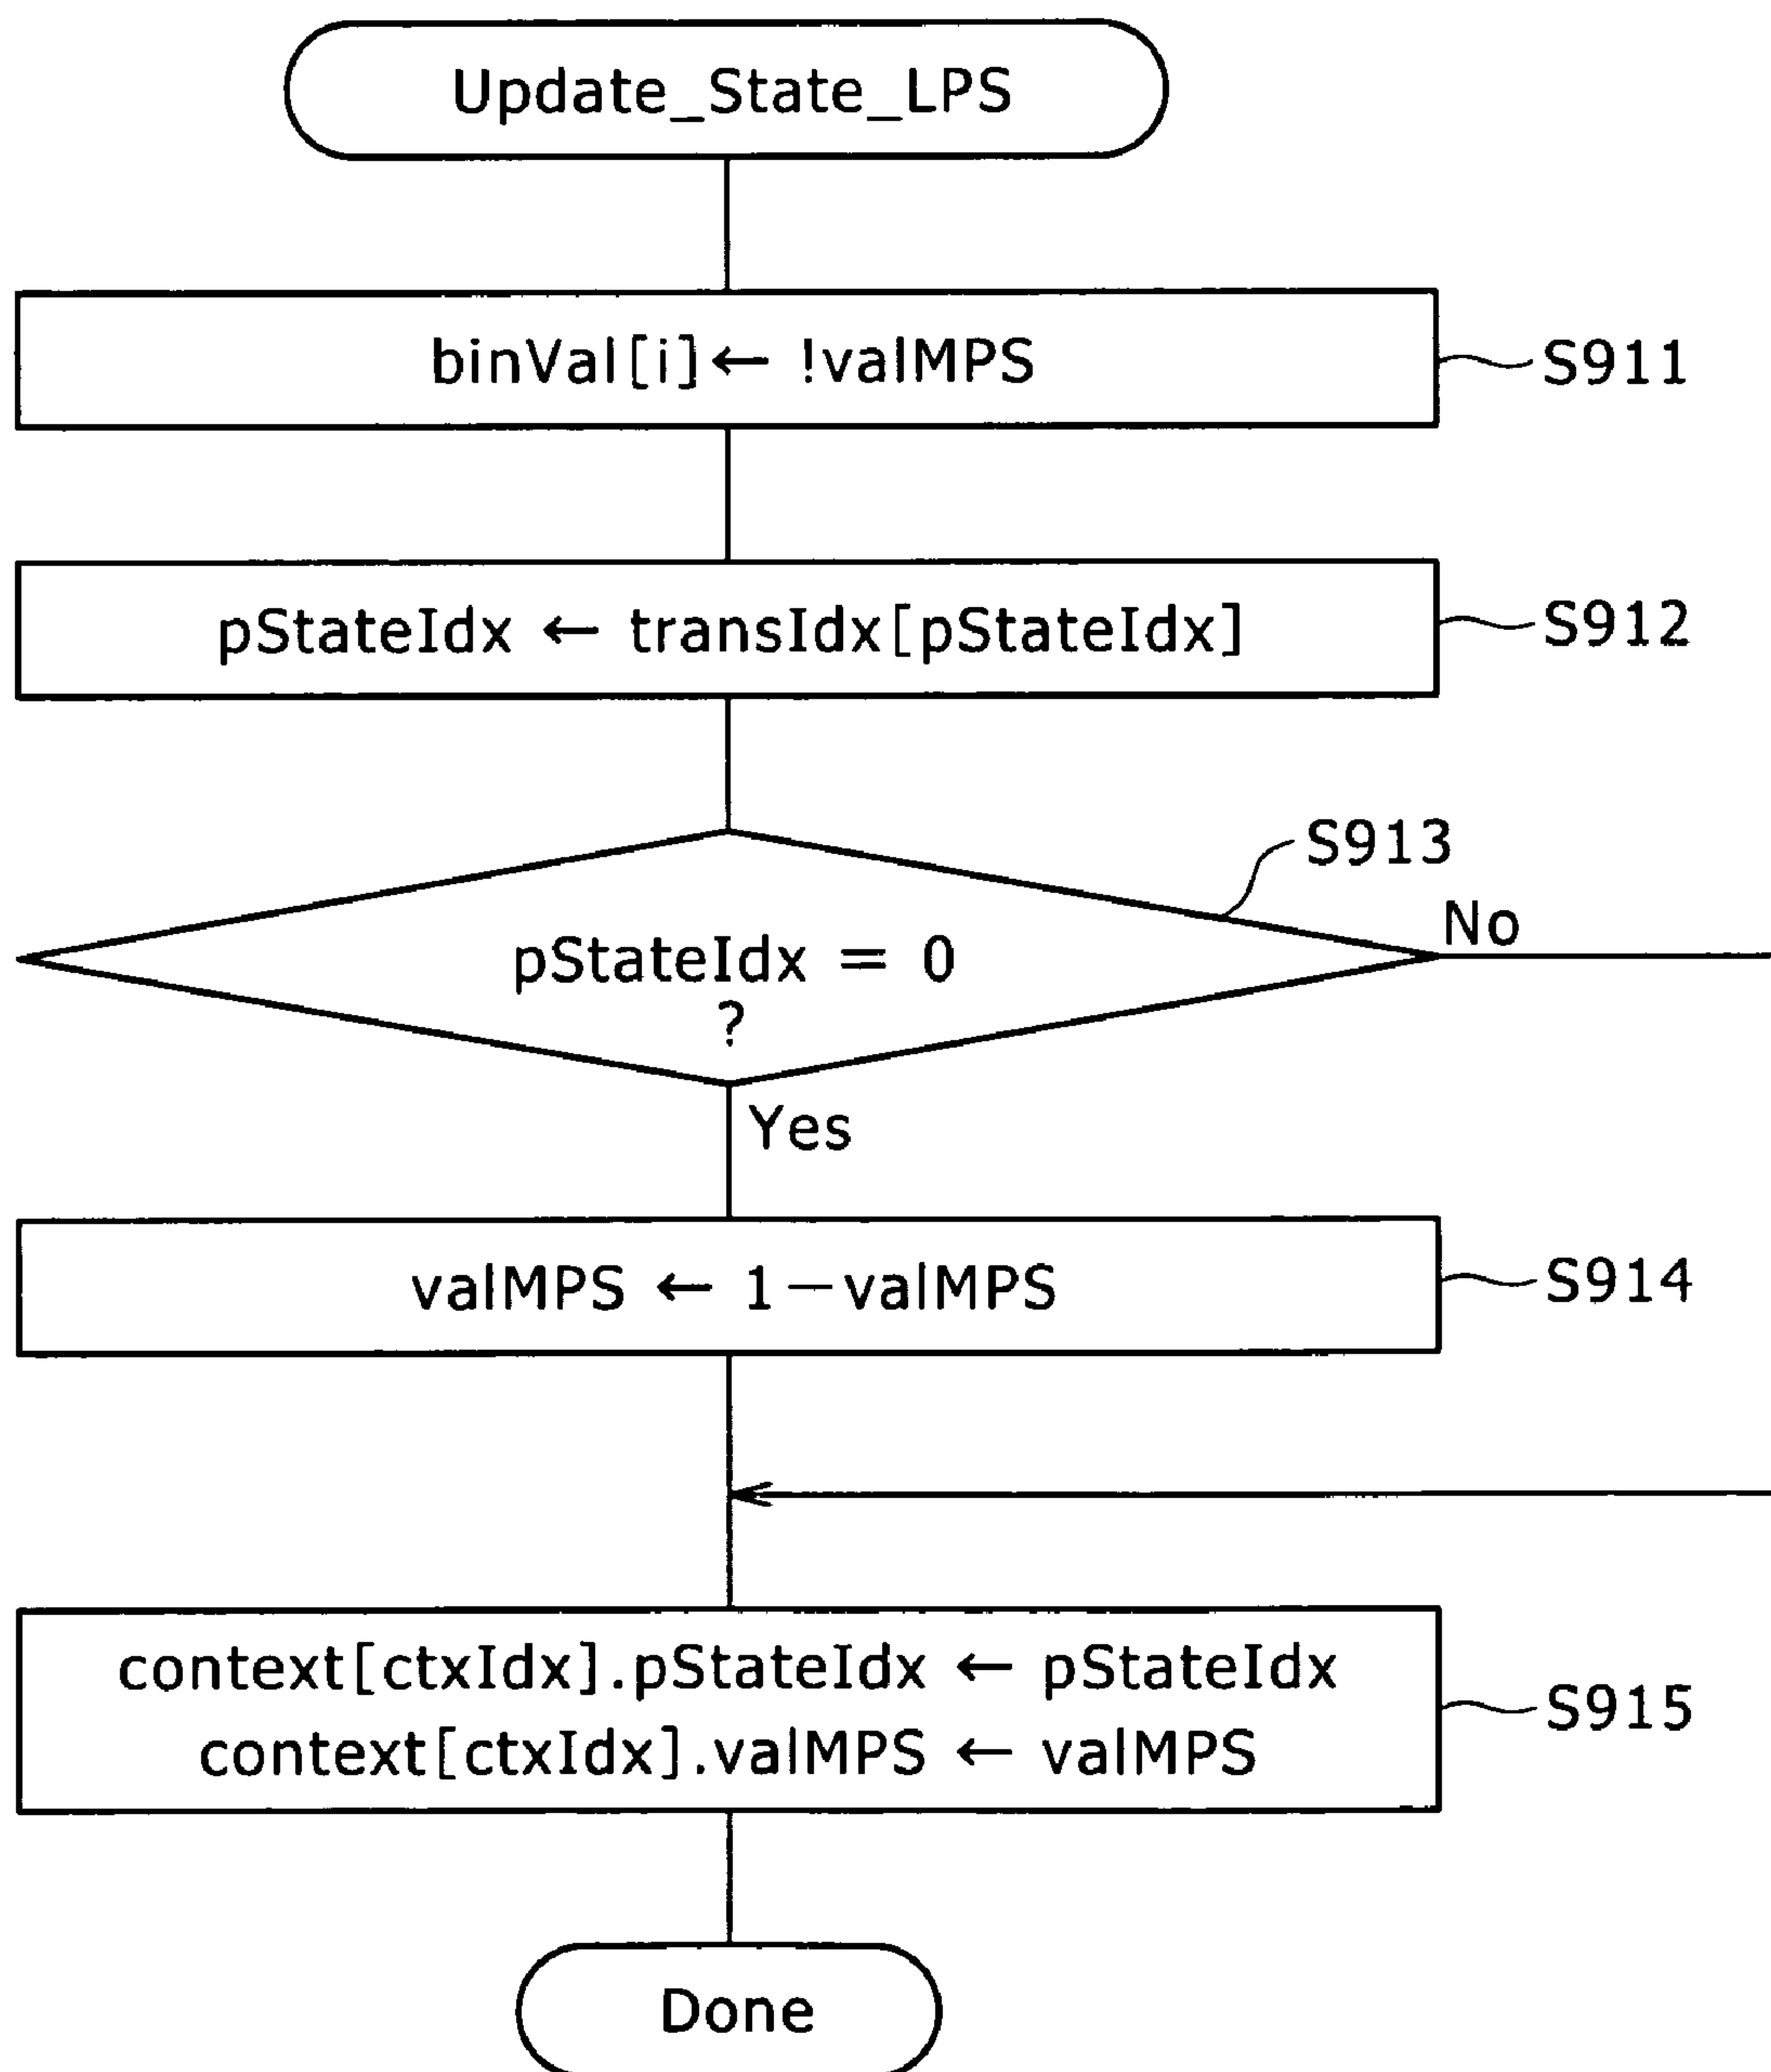 Update_State_LPS
binVal[i]← !valMPS
S911
pStateIdx ← transIdx[pStateIdx]
S912
S913
No
pStateIdx = 0
?
Yes
valMPS ← 1−valMPS
S914
context[ctxIdx].pStateIdx ← pStateIdx
context[ctxIdx].valMPS ← valMPS
S915
Done